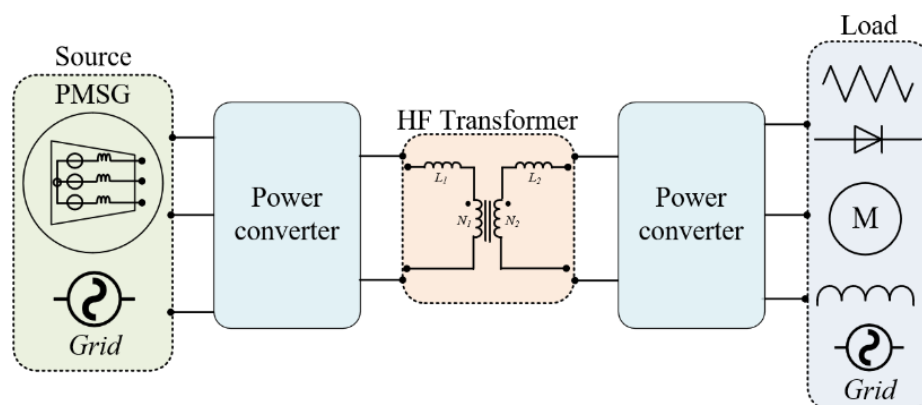 Source
PMSG
Grid
Power
converter
HF Transformer
L1
L2
N1
N2
Power
converter
Load
M
Grid